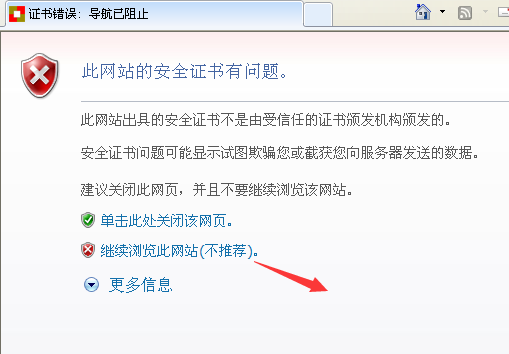 证书错误: 导航已阻止
此网站的安全证书有问题。
此网站出具的安全证书不是由受信任的证书颁发机构颁发的。
安全证书问题可能显示试图欺骗您或截获您向服务器发送的数据。
建议关闭此网页，并且不要继续浏览该网站。
单击此处关闭该网页。
继续浏览此网站(不推荐)。
更多信息